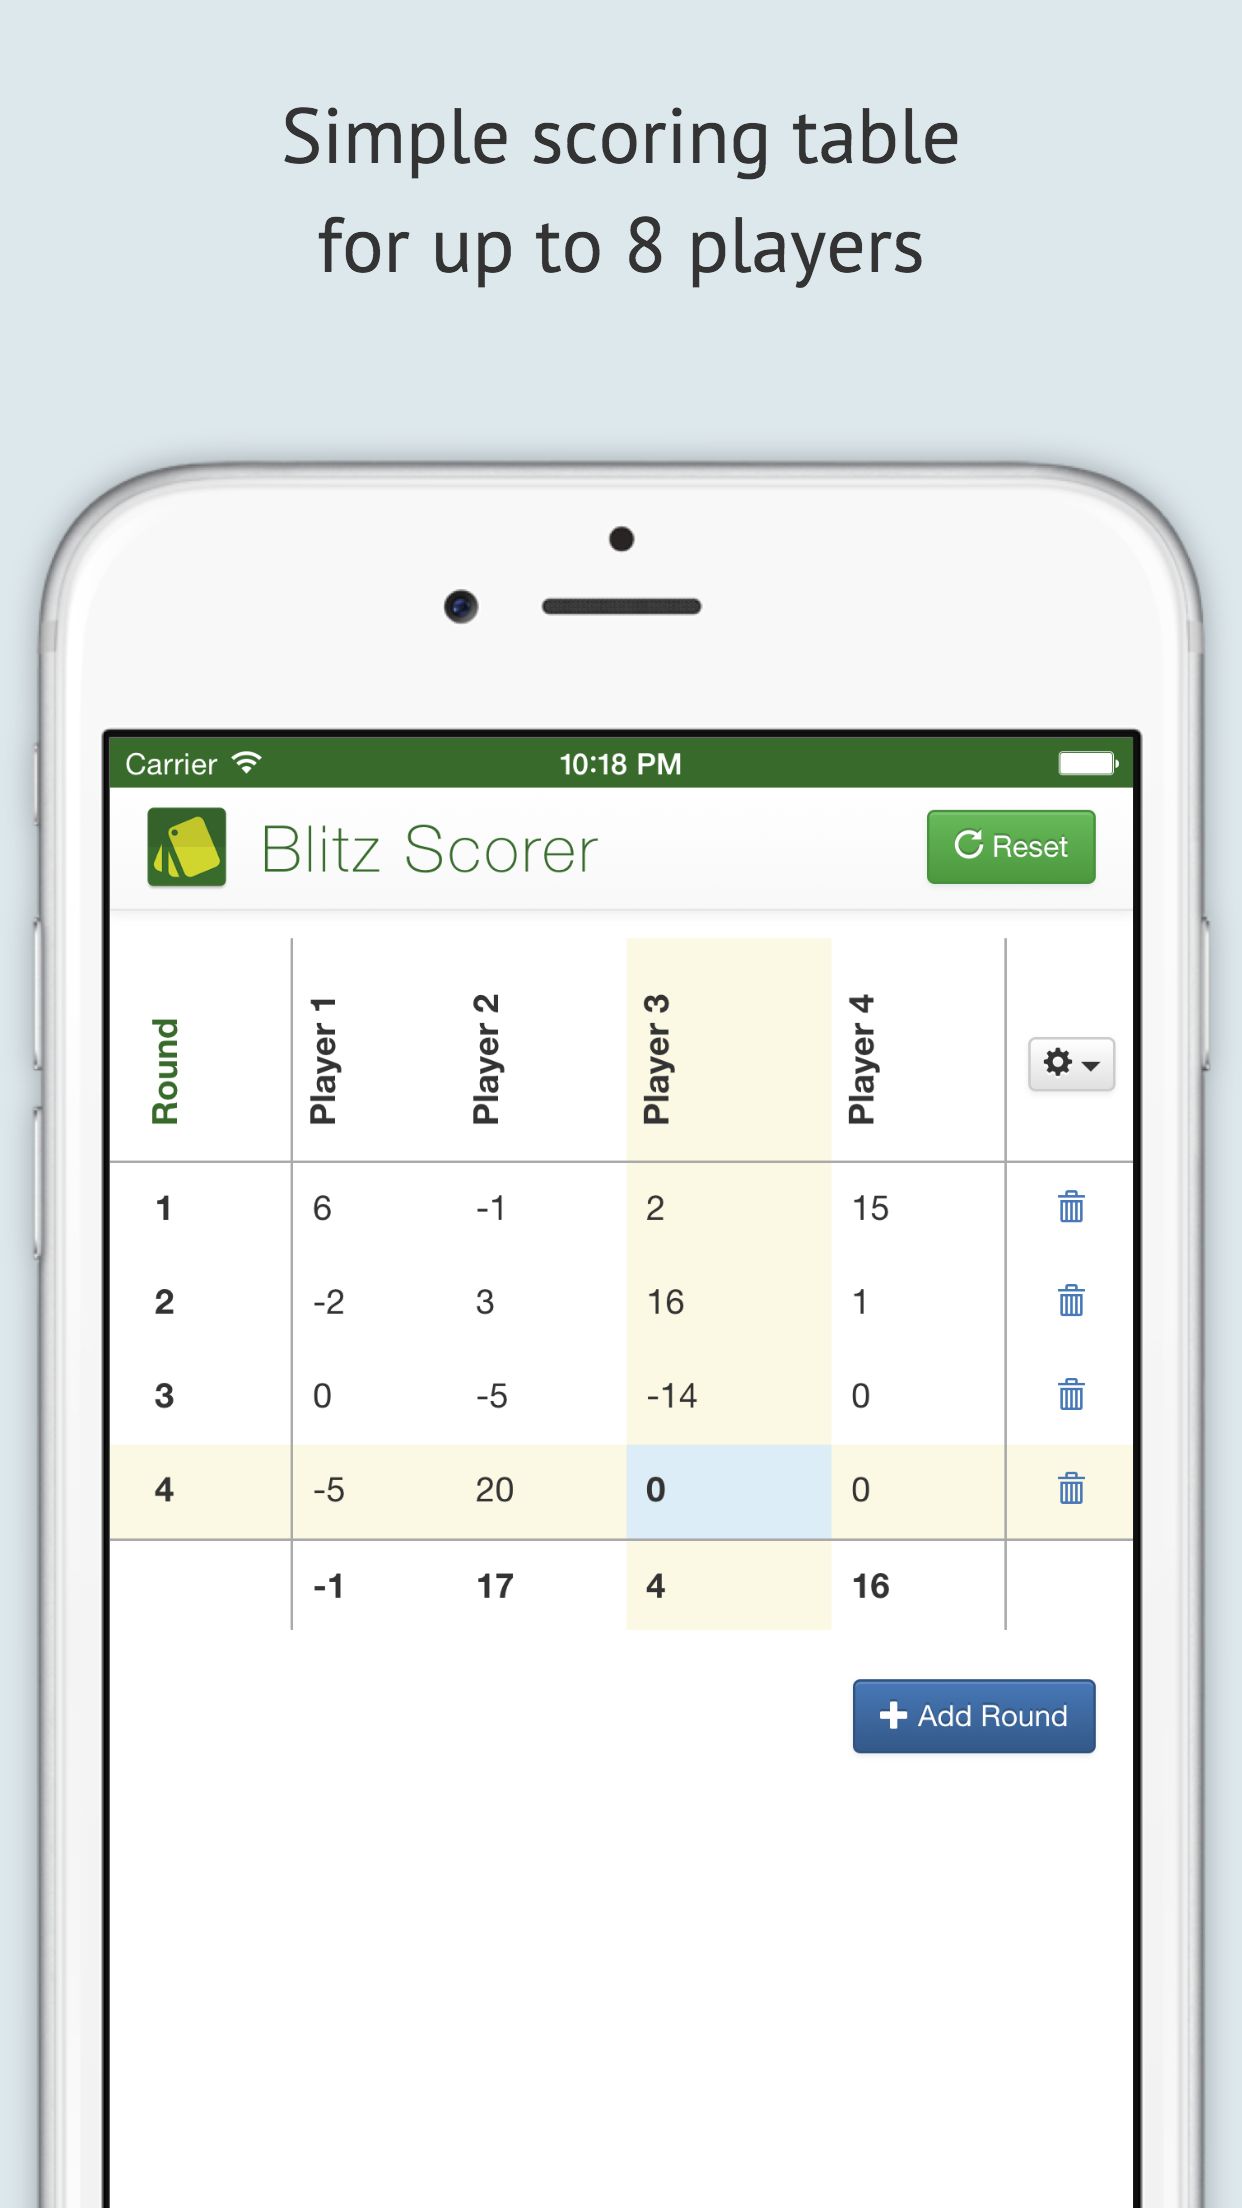 Simple scoring table
for up to 8 players
Carrier 10:18 PM
Blitz Scorer Reset
Round Player 1 Player 2 Player 3 Player 4
1 6 -1 2 15
2 -2 3 16 1
3 0 -5 -14 0
4 -5 20 0 0
-1 17 4 16
Add Round